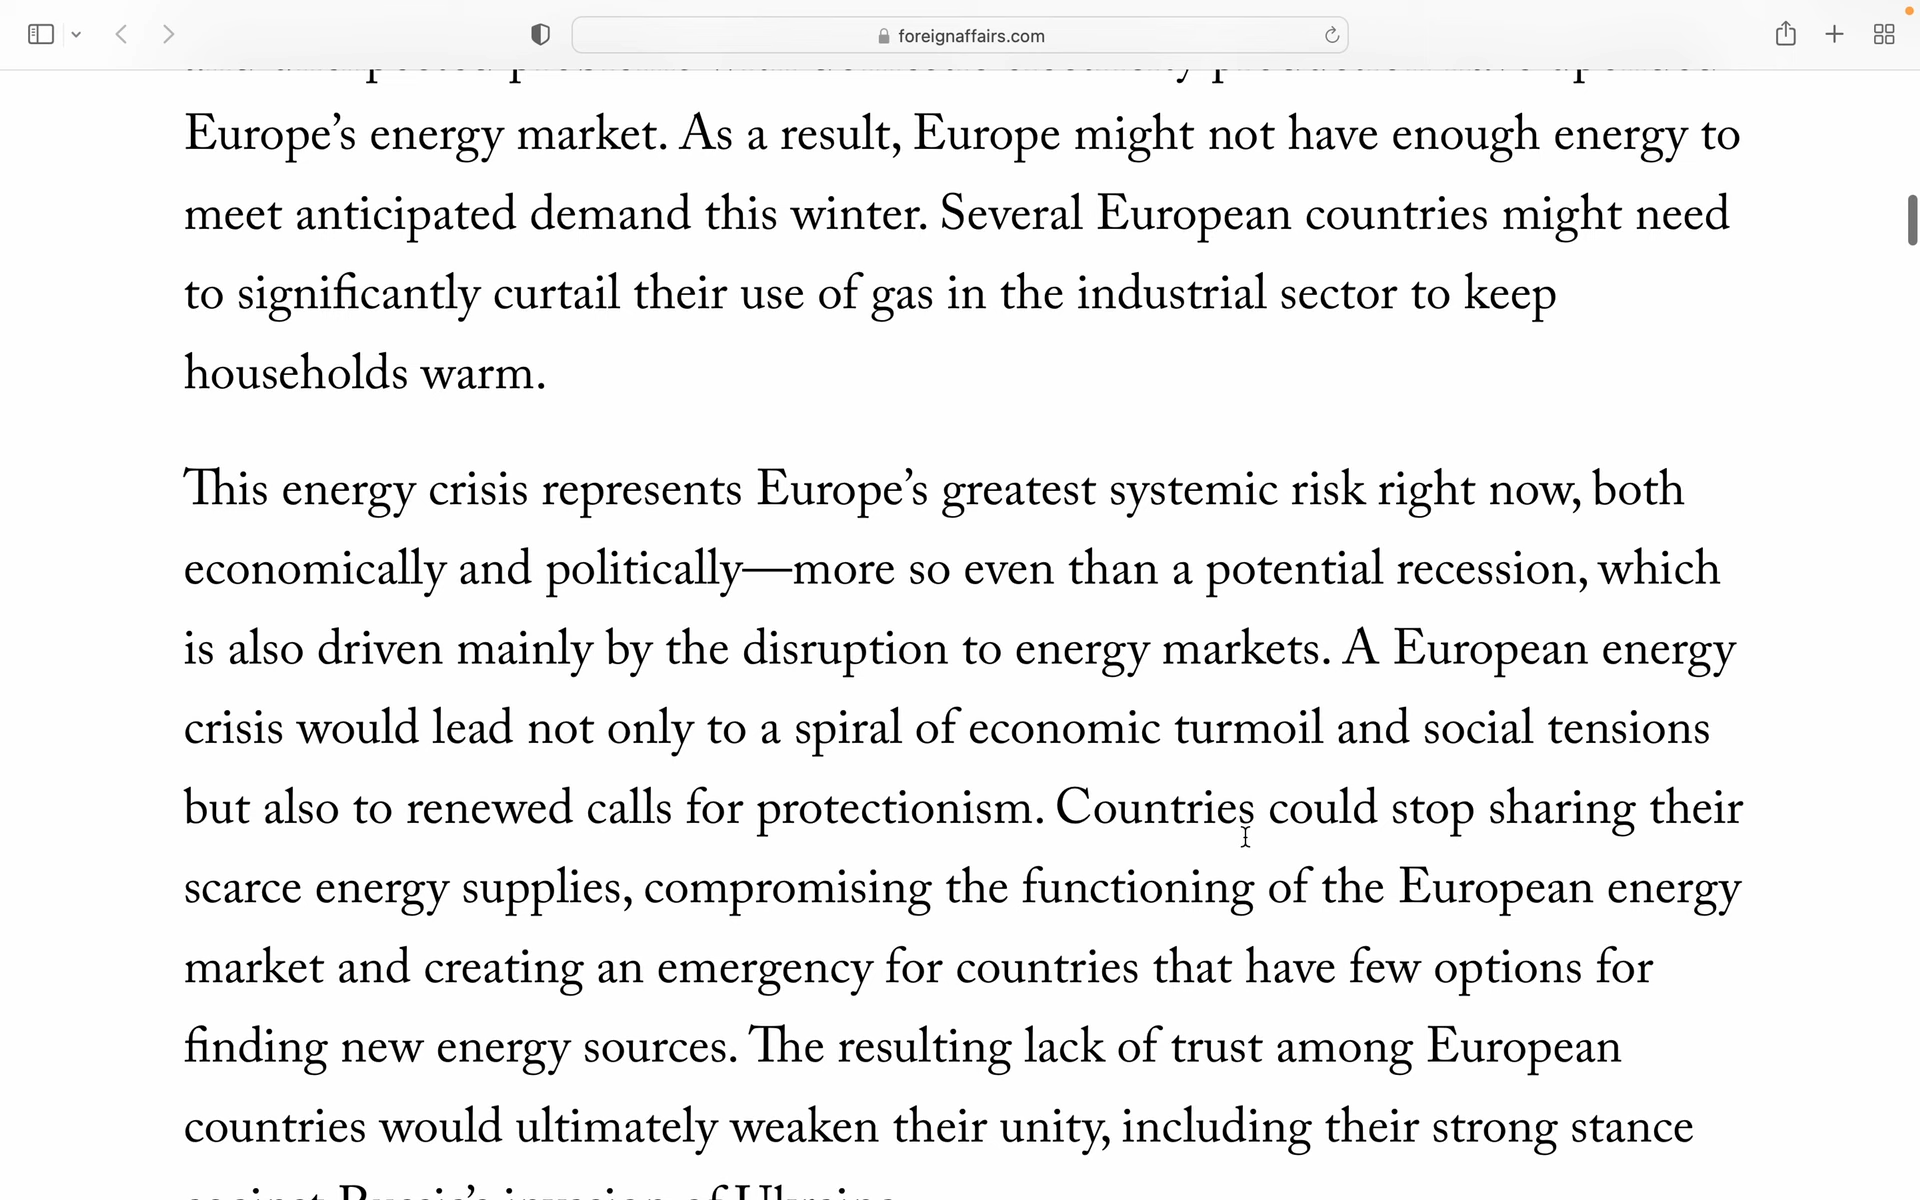 foreignaffairs.com
Europe’s energy market. As a result, Europe might not have enough energy to
meet anticipated demand this winter. Several European countries might need
to significantly curtail their use of gas in the industrial sector to keep
households warm.
This energy crisis represents Europe’s greatest systemic risk right now, both
economically and politically—more so even than a potential recession, which
is also driven mainly by the disruption to energy markets. A European energy
crisis would lead not only to a spiral of economic turmoil and social tensions
but also to renewed calls for protectionism. Countries could stop sharing their
scarce energy supplies, compromising the functioning of the European energy
market and creating an emergency for countries that have few options for
finding new energy sources. The resulting lack of trust among European
countries would ultimately weaken their unity, including their strong stance
against Russia’s invasion of Ukraine.